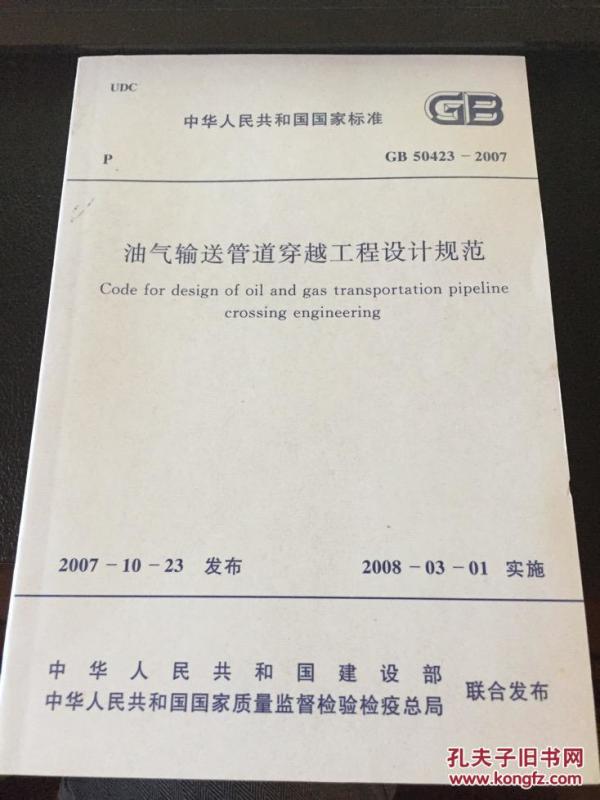 UDC
中华人民共和国国家标准
GB
P
GB 50423－2007
油气输送管道穿越工程设计规范
Code for design of oil and gas transportation pipeline
crossing engineering
2007－10－23 发布
2008－03－01 实施
中华人民共和国建设部
中华人民共和国国家质量监督检验检疫总局
联合发布
孔夫子旧书网
www.kongfz.com